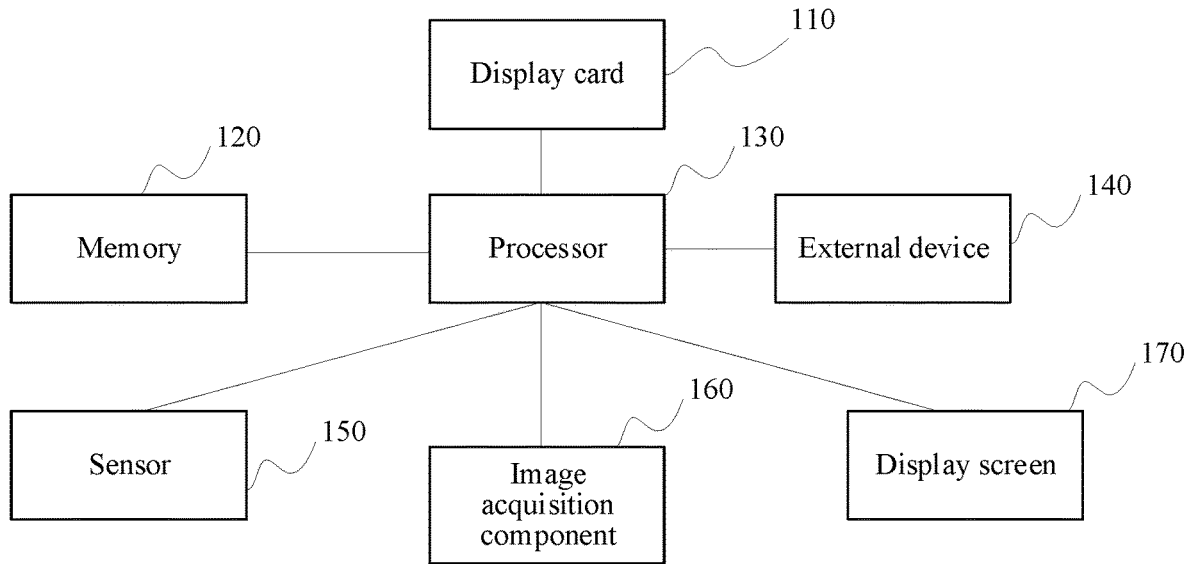 110
Display card
120
130
140
Memory
Processor
External device
170
160
150
Sensor
Image
acquisition
component
Display screen